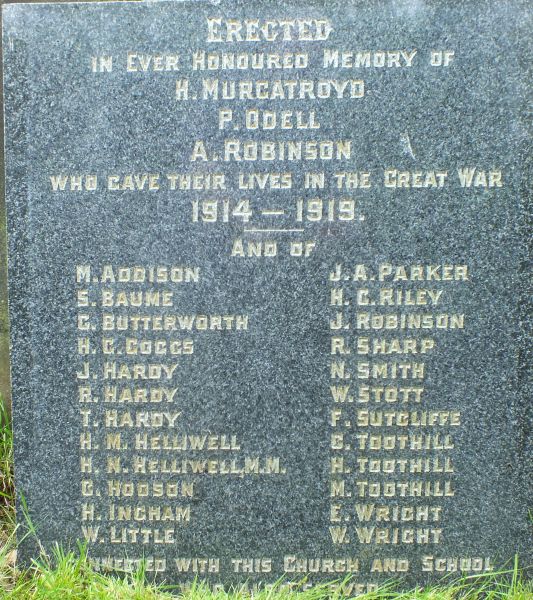 ERECTED
IN EVER HONOURED MEMORY OF
H. MURGATROYD
P. ODELL
A. ROBINSON
WHO GAVE THEIR LIVES IN THE GREAT WAR
1914 — 1919.
AND OF
M. ADDISON
S. BAUME
G. BUTTERWORTH
H. G. GOGGS
J. HARDY
R. HARDY
T. HARDY
H. M. HELLIWELL
H. N. HELLIWELL, M.M.
G. HODSON
H. INGHAM
W. LITTLE
J. A. PARKER
H. C. RILEY
J. ROBINSON
R. SHARP
N. SMITH
W. STOTT
F. SUTCLIFFE
C. TOOTHILL
H. TOOTHILL
M. TOOTHILL
E. WRIGHT
W. WRIGHT
CONNECTED WITH THIS CHURCH AND SCHOOL